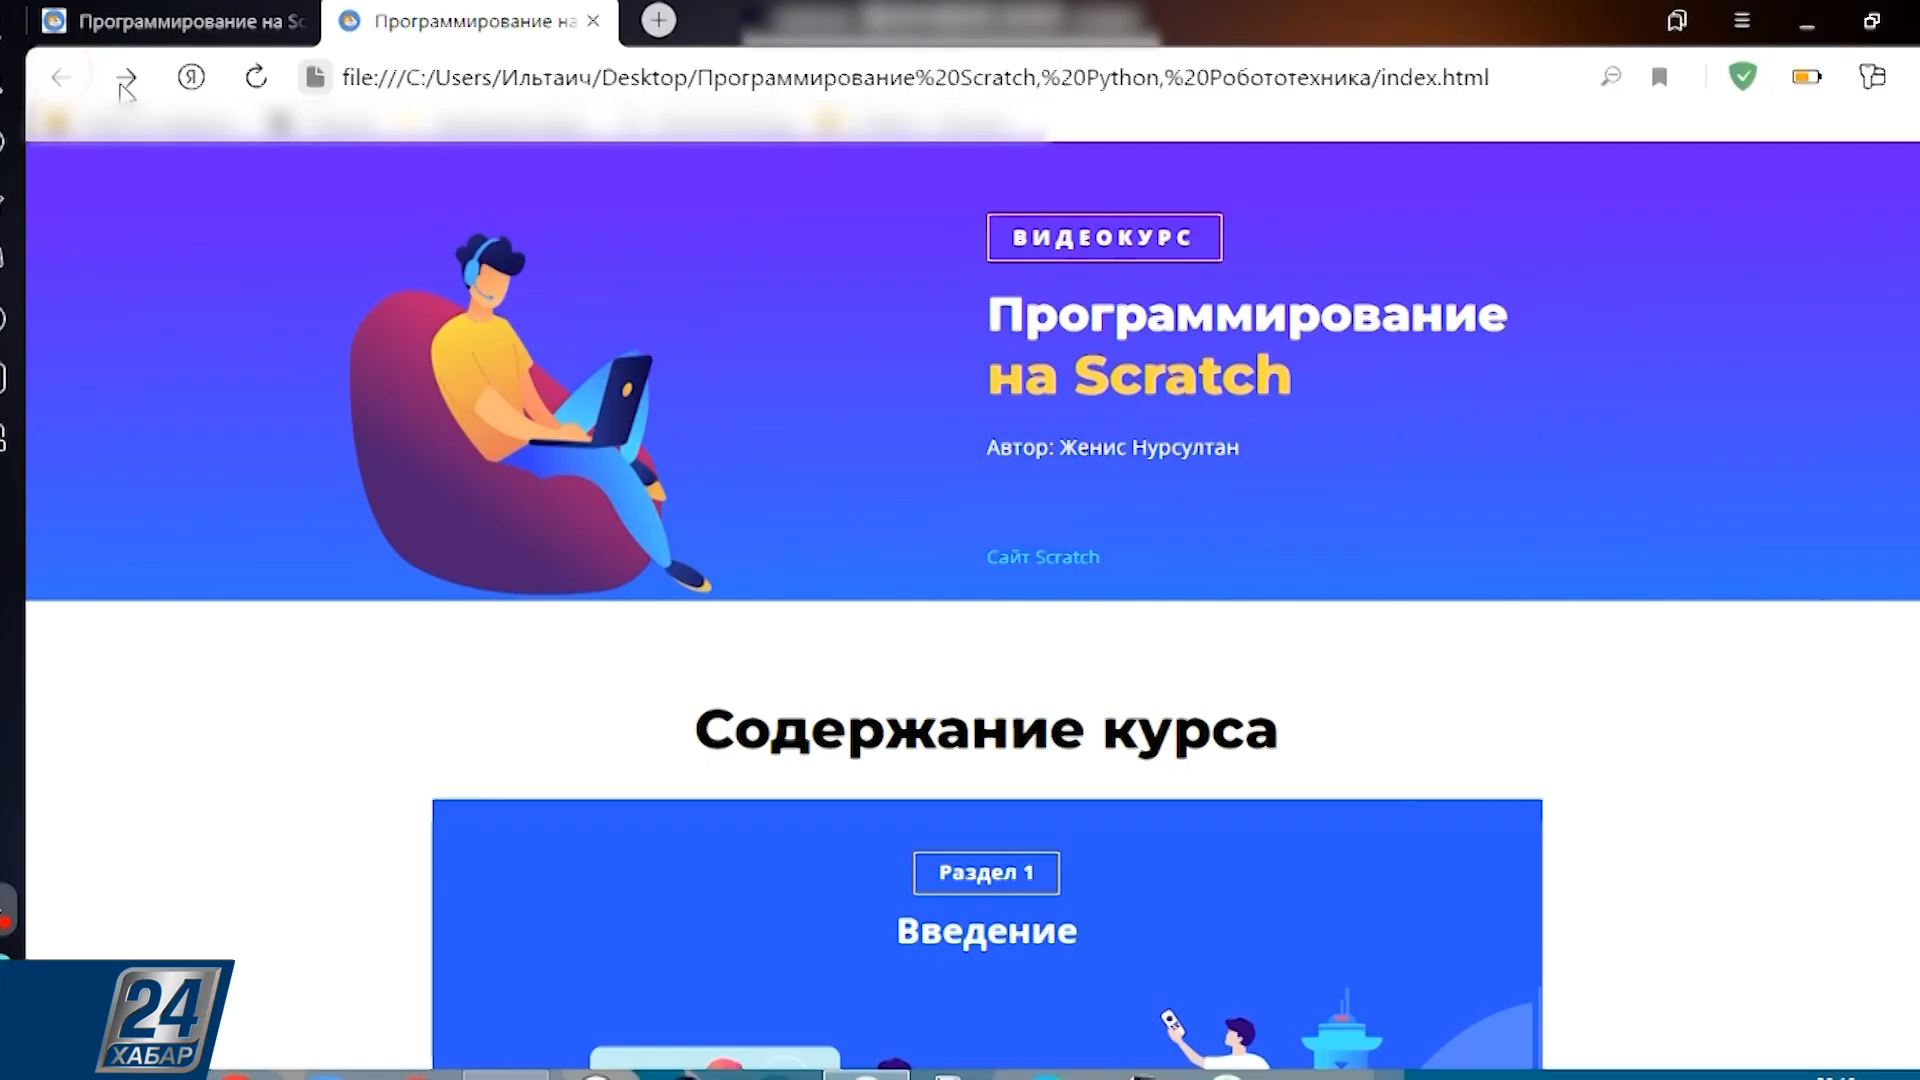 Программирование на Sc
Программирование на
file:///C:/Users/Ильтаич/Desktop/Программирование%20Scratch,%20Python,%20Робототехника/index.html
ВИДЕОКУРС
Программирование
на Scratch
Автор: Женис Нурсултан
Сайт Scratch
Содержание курса
Раздел 1
Введение
24
ХАБАР